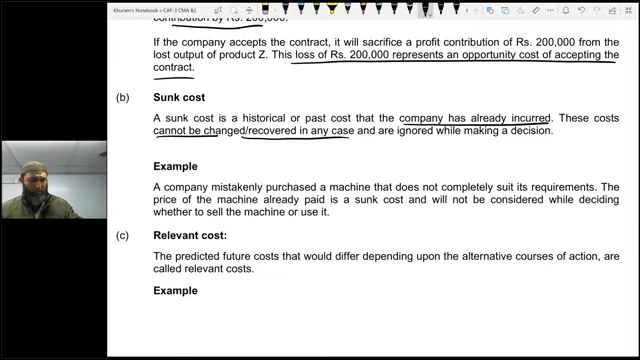 Khuram's Notebook » CAF-3 CMA B2
contribution by Rs. 200,000.
If the company accepts the contract, it will sacrifice a profit contribution of Rs. 200,000 from the
lost output of product Z. This loss of Rs. 200,000 represents an opportunity cost of accepting the
contract.
(b) Sunk cost
A sunk cost is a historical or past cost that the company has already incurred. These costs
cannot be changed/recovered in any case and are ignored while making a decision.
Example
A company mistakenly purchased a machine that does not completely suit its requirements. The
price of the machine already paid is a sunk cost and will not be considered while deciding
whether to sell the machine or use it.
(c) Relevant cost:
The predicted future costs that would differ depending upon the alternative courses of action, are
called relevant costs.
Example